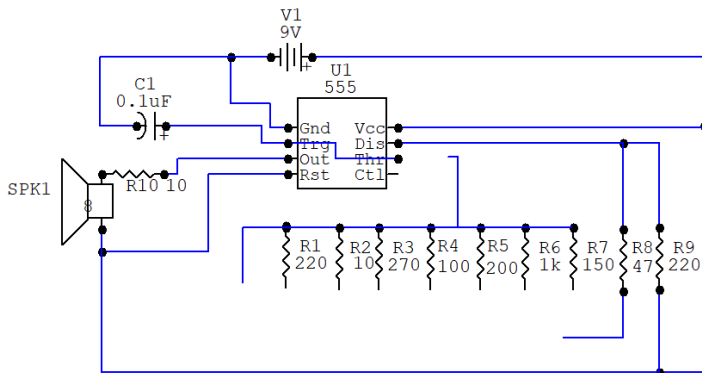 V1
9V
U1
555
C1
0.1uF
+
+
Gnd Vcc
Trg Dis
Out Thr
Rst Ctl
SPK1
8
R10 10
R1
220
R2
10
R3
270
R4
100
R5
200
R6
1k
R7
150
R8
47
R9
220